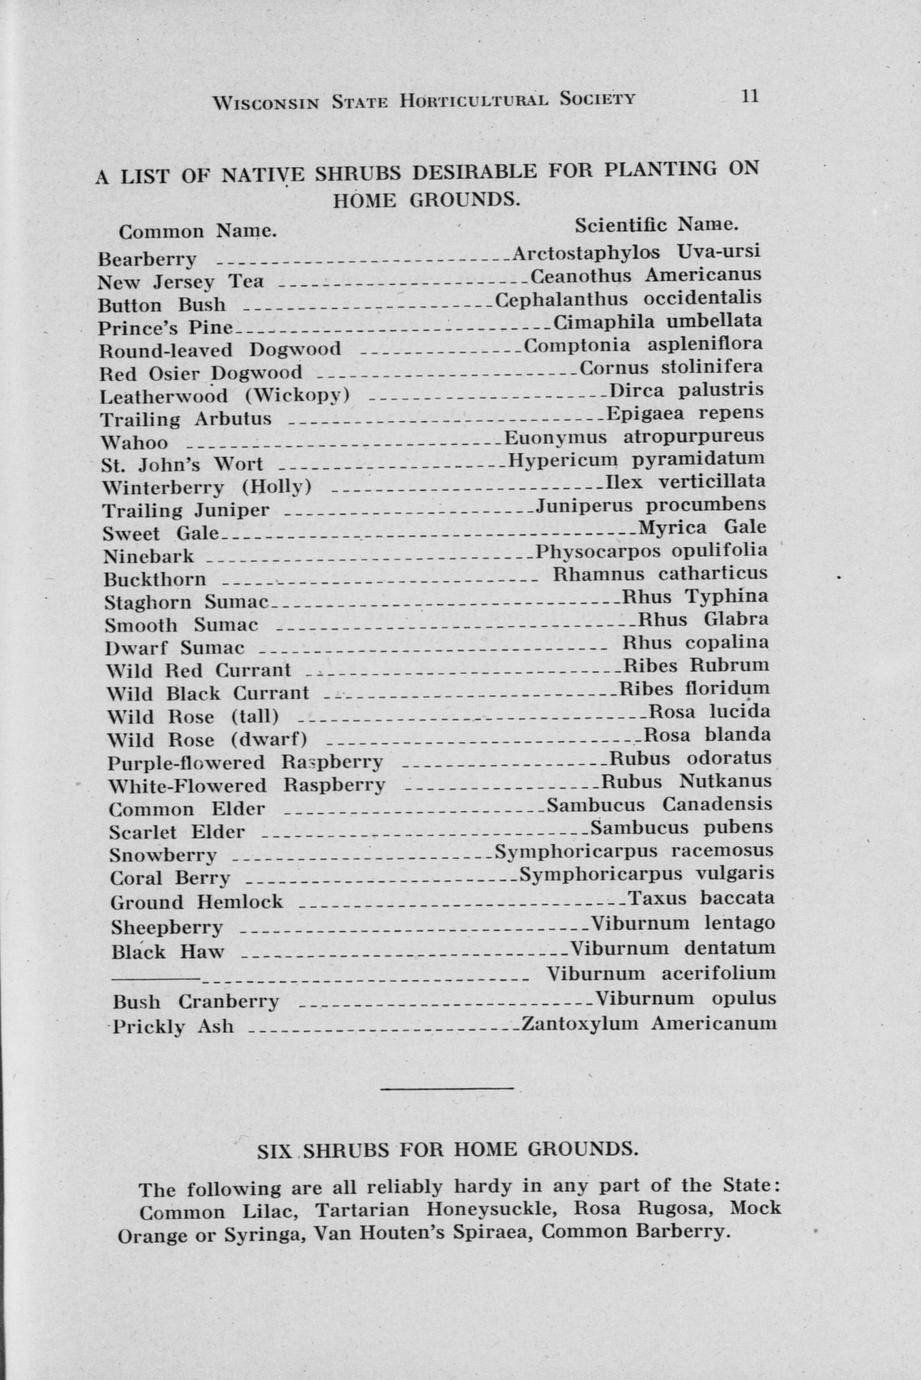 WISCONSIN STATE HORTICULTURAL SOCIETY 11
A LIST OF NATIVE SHRUBS DESIRABLE FOR PLANTING ON
HOME GROUNDS.
Common Name. Scientific Name.
Bearberry Arctostaphylos Uva-ursi
New Jersey Tea Ceanothus Americanus
Button Bush Cephalanthus occidentalis
Prince's Pine Cimaphila umbellata
Round-leaved Dogwood Comptonia aspleniflora
Red Osier Dogwood Cornus stolinifera
Leatherwood (Wickopy) Dirca palustris
Trailing Arbutus Epigaea repens
Wahoo Euonymus atropurpureus
St. John's Wort Hypericum pyramidatum
Winterberry (Holly) Ilex verticillata
Trailing Juniper Juniperus procumbens
Sweet Gale Myrica Gale
Ninebark Physocarpos opulifolia
Buckthorn Rhamnus catharticus
Staghorn Sumac Rhus Typhina
Smooth Sumac Rhus Glabra
Dwarf Sumac Rhus copalina
Wild Red Currant Ribes Rubrum
Wild Black Currant Ribes floridum
Wild Rose (tall) Rosa lucida
Wild Rose (dwarf) Rosa blanda
Purple-flowered Raspberry Rubus odoratus
White-Flowered Raspberry Rubus Nutkanus
Common Elder Sambucus Canadensis
Scarlet Elder Sambucus pubens
Snowberry Symphoricarpus racemosus
Coral Berry Symphoricarpus vulgaris
Ground Hemlock Taxus baccata
Sheepberry Viburnum lentago
Black Haw Viburnum dentatum
Viburnum acerifolium
Bush Cranberry Viburnum opulus
Prickly Ash Zantoxylum Americanum
SIX SHRUBS FOR HOME GROUNDS.
The following are all reliably hardy in any part of the State:
Common Lilac, Tartarian Honeysuckle, Rosa Rugosa, Mock
Orange or Syringa, Van Houten's Spiraea, Common Barberry.